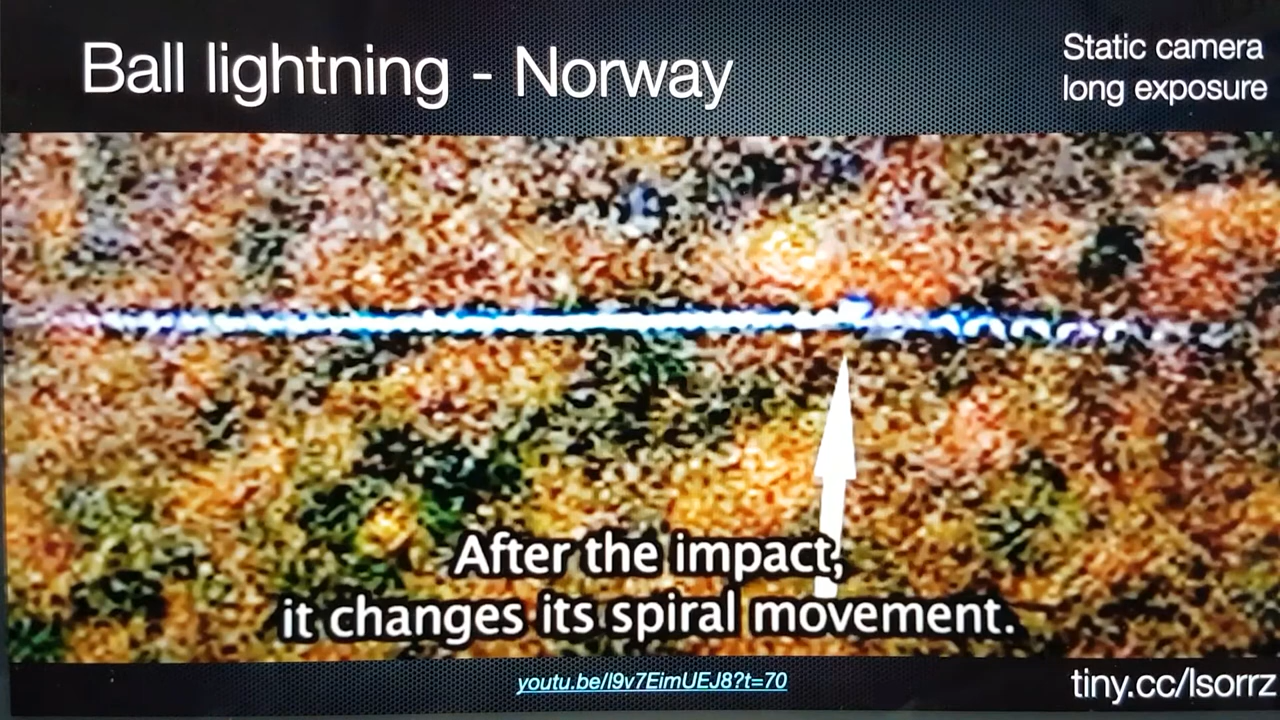 Ball lightning - Norway
Static camera
long exposure
After the impact,
it changes its spiral movement.
youtu.be/l9v7EimUEJ8?t=70
tiny.cc/lsorrz